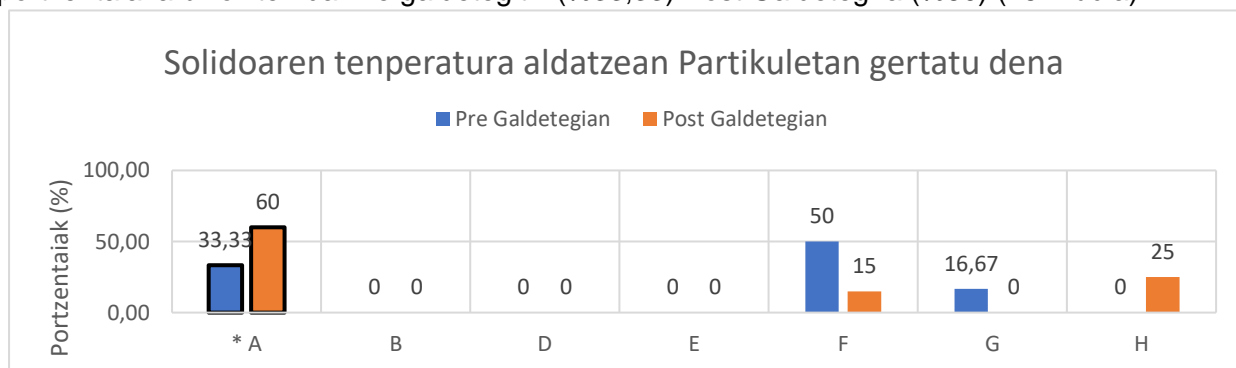 Solidoaren tenperatura aldatzean Partikuletan gertatu dena
Pre Galdetegian Post Galdetegian
Portzentaiak (%)
100,00
50,00
0,00
33,33 60
0 0
0 0
0 0
50 15
16,67 0
0 25
* A B D E F G H